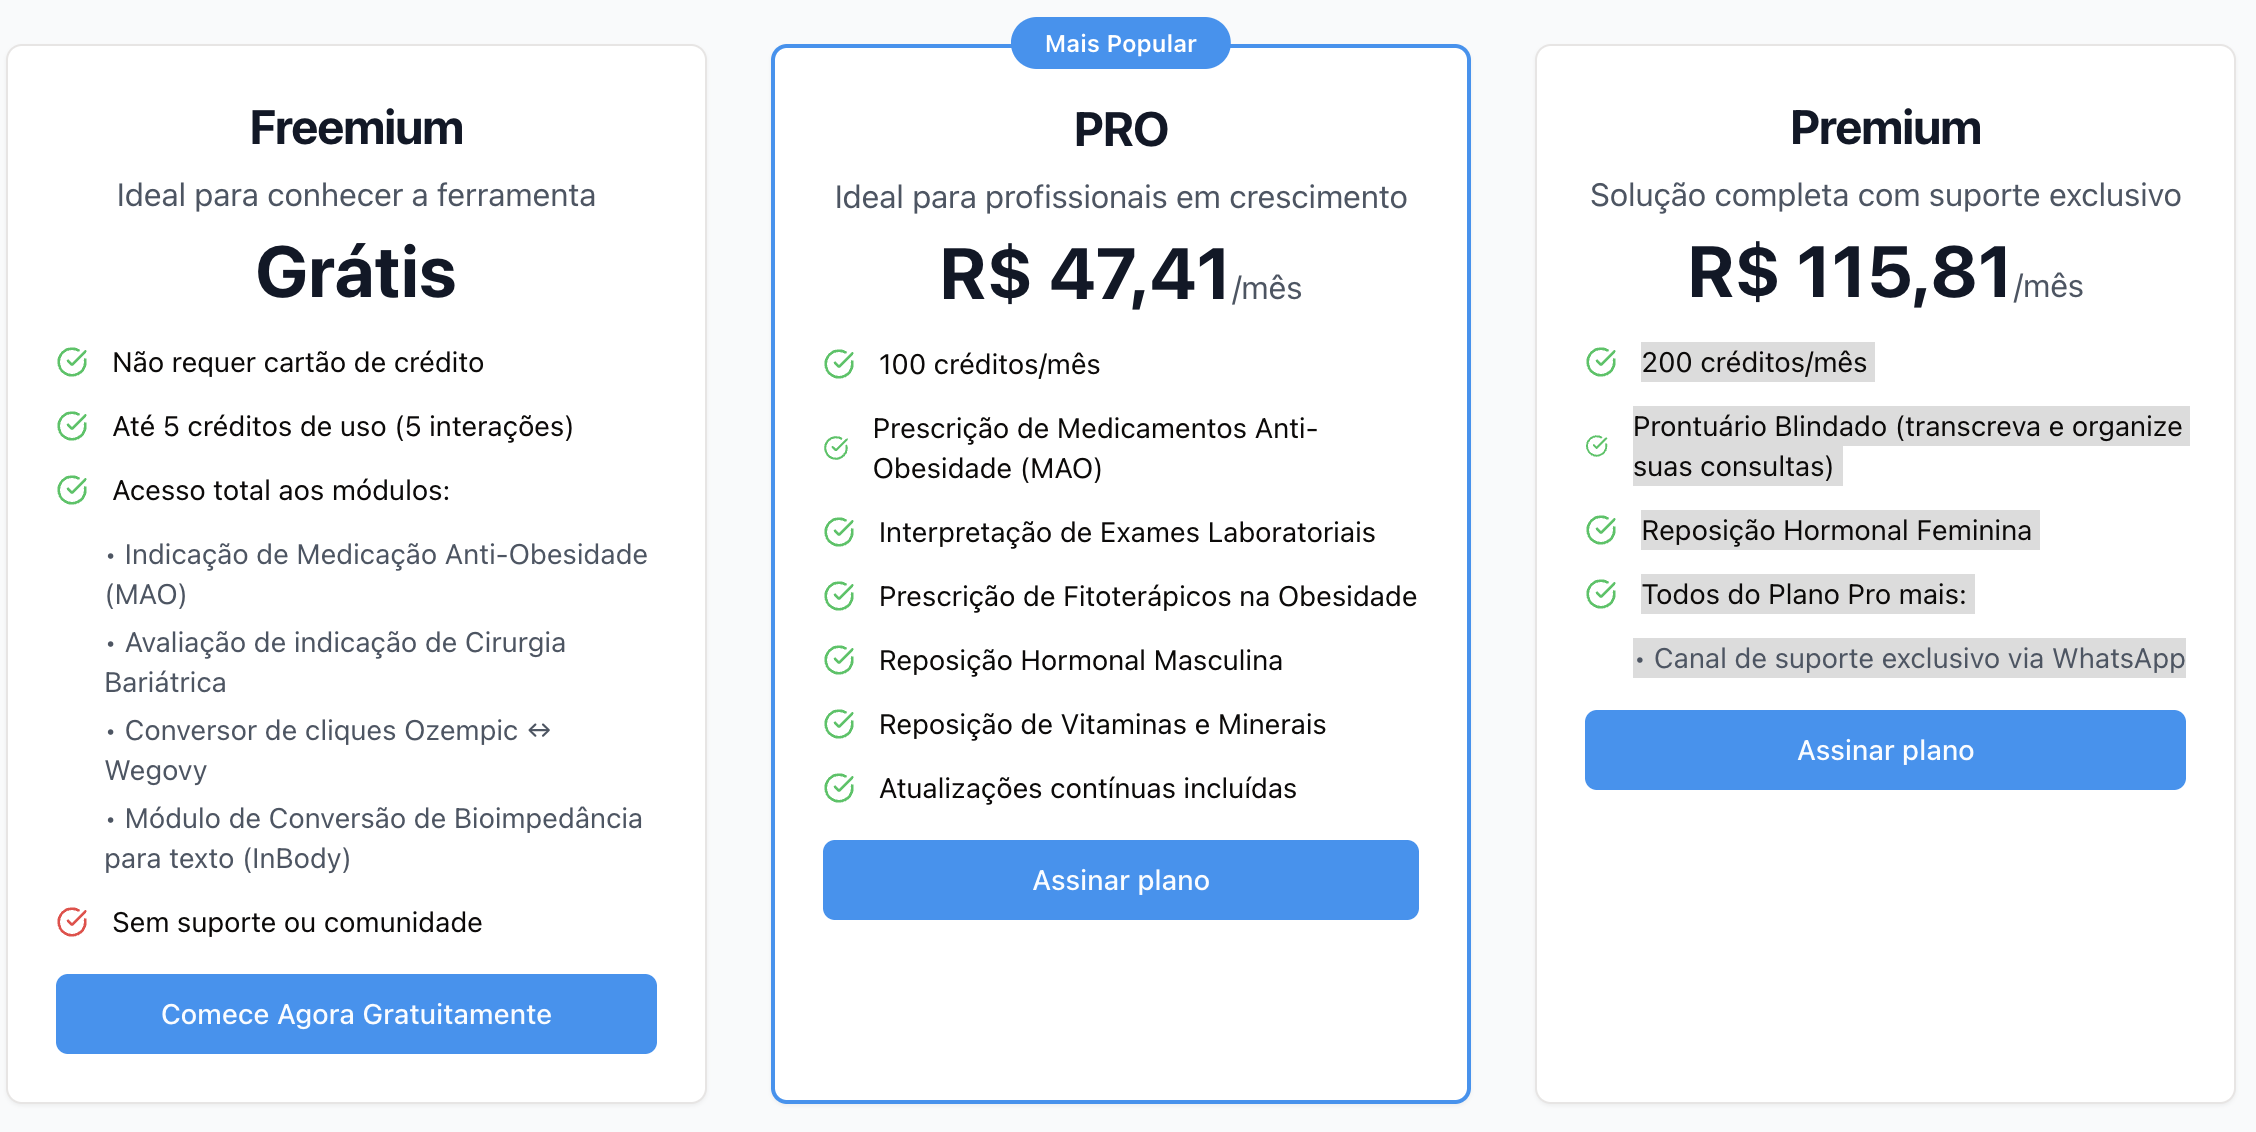 Freemium
Ideal para conhecer a ferramenta
Grátis
Não requer cartão de crédito
Até 5 créditos de uso (5 interações)
Acesso total aos módulos:
• Indicação de Medicação Anti-Obesidade
(MAO)
• Avaliação de indicação de Cirurgia
Bariátrica
• Conversor de cliques Ozempic ↔
Wegovy
• Módulo de Conversão de Bioimpedância
para texto (InBody)
Sem suporte ou comunidade
Comece Agora Gratuitamente
Mais Popular
PRO
Ideal para profissionais em crescimento
R$ 47,41/mês
100 créditos/mês
Prescrição de Medicamentos Anti-
Obesidade (MAO)
Interpretação de Exames Laboratoriais
Prescrição de Fitoterápicos na Obesidade
Reposição Hormonal Masculina
Reposição de Vitaminas e Minerais
Atualizações contínuas incluídas
Assinar plano
Premium
Solução completa com suporte exclusivo
R$ 115,81/mês
200 créditos/mês
Prontuário Blindado (transcreva e organize
suas consultas)
Reposição Hormonal Feminina
Todos do Plano Pro mais:
• Canal de suporte exclusivo via WhatsApp
Assinar plano